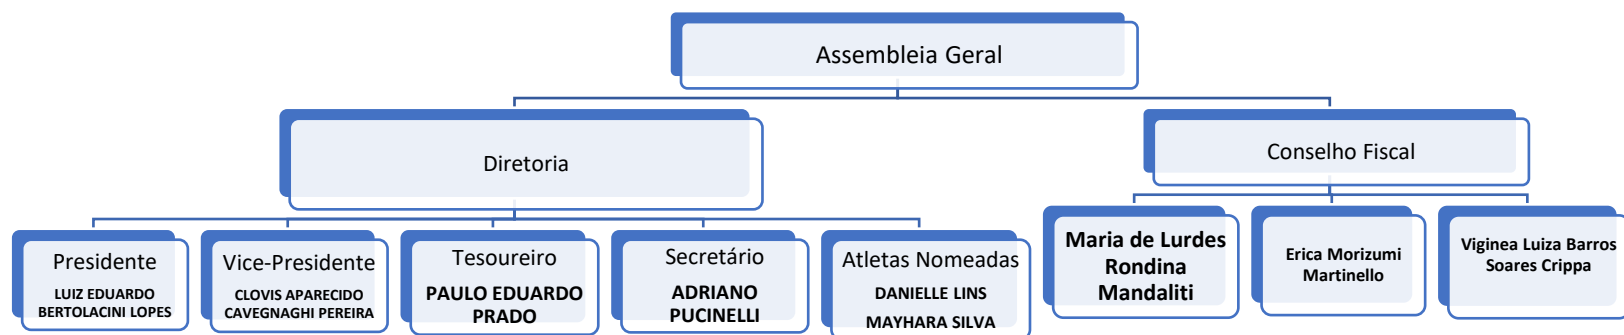 Assembleia Geral
Diretoria
Conselho Fiscal
Presidente
LUIZ EDUARDO
BERTOLACINI LOPES
Vice-Presidente
CLOVIS APARECIDO
CAVEGNAGHI PEREIRA
Tesoureiro
PAULO EDUARDO
PRADO
Secretário
ADRIANO
PUCINELLI
Atletas Nomeadas
DANIELLE LINS
MAYHARA SILVA
Maria de Lurdes
Rondina
Mandaliti
Erica Morizumi
Martinello
Viginea Luiza Barros
Soares Crippa